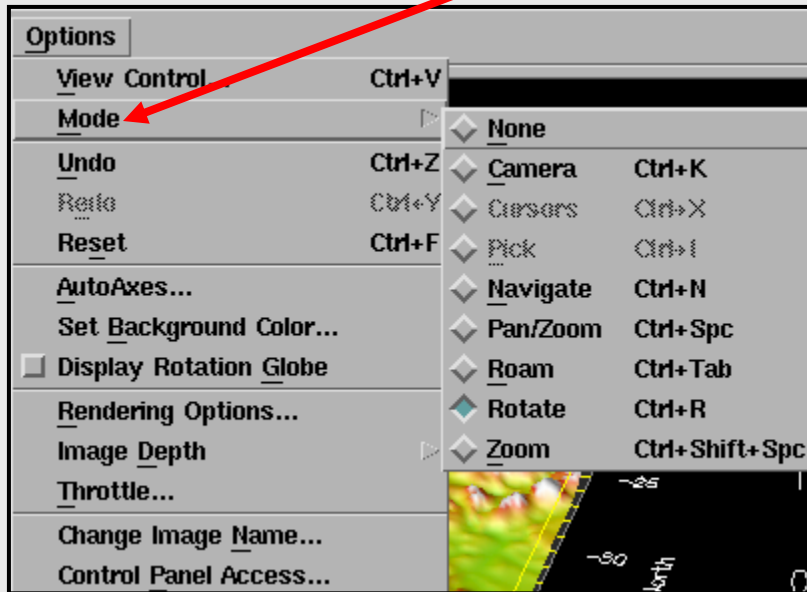 Options
View Control... Ctrl+V
Mode
Undo Ctrl+Z
Redo Ctrl+Y
Reset Ctrl+F
AutoAxes...
Set Background Color...
Display Rotation Globe
Rendering Options...
Image Depth
Throttle...
Change Image Name...
Control Panel Access...
None
Camera Ctrl+K
Cursors Ctrl+X
Pick Ctrl+I
Navigate Ctrl+N
Pan/Zoom Ctrl+Spc
Roam Ctrl+Tab
Rotate Ctrl+R
Zoom Ctrl+Shift+Spc
-25
-30